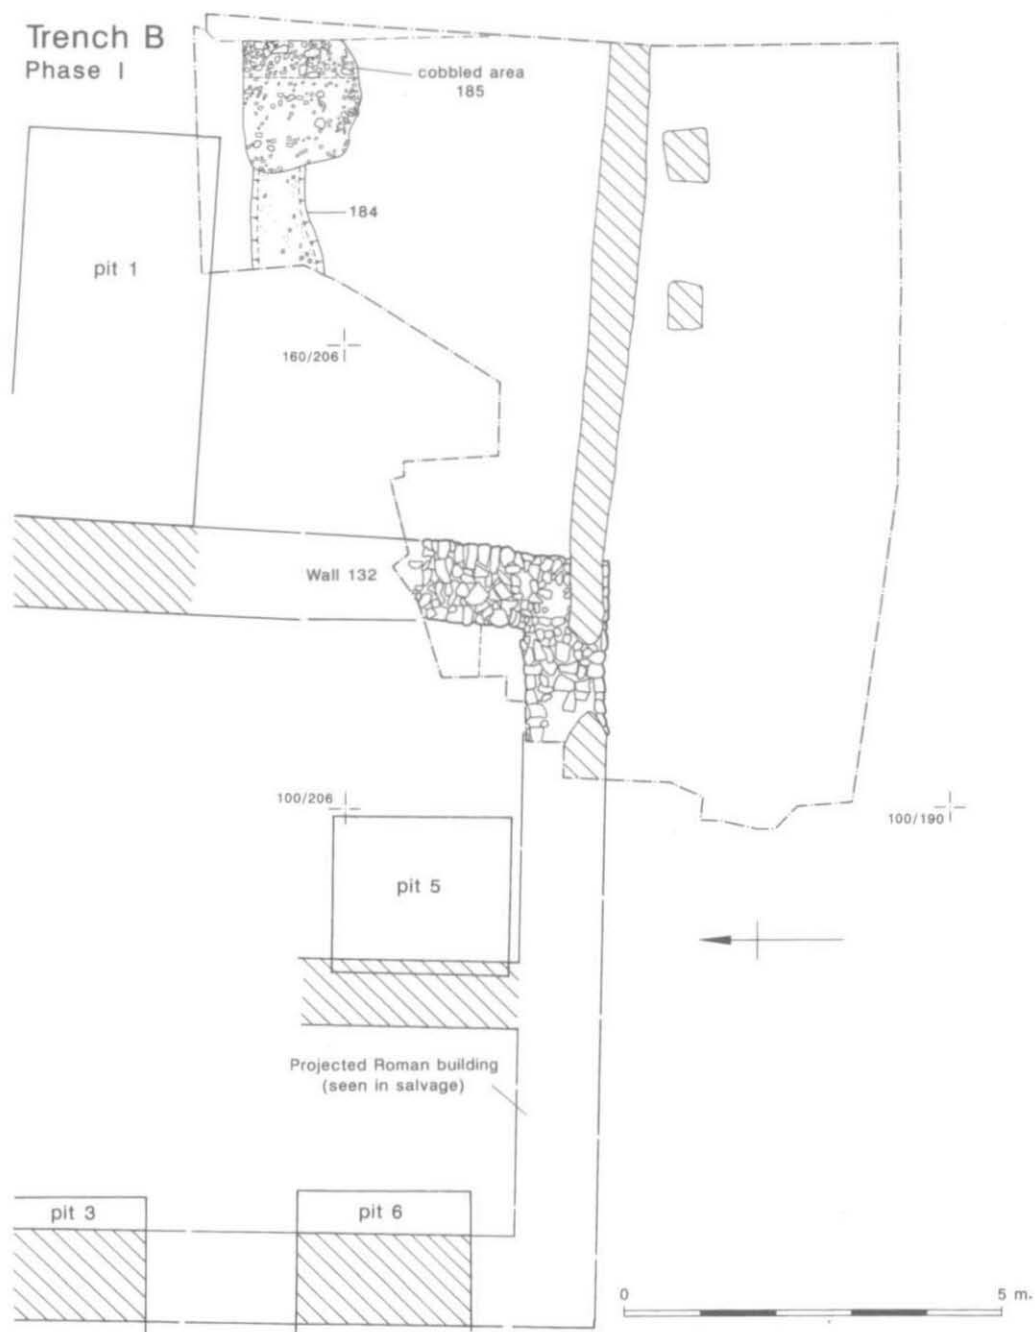 Trench B
Phase I
cobbled area
185
184
pit 1
160/206
Wall 132
100/206
100/190
pit 5
Projected Roman building
(seen in salvage)
pit 3
pit 6
0
5 m.